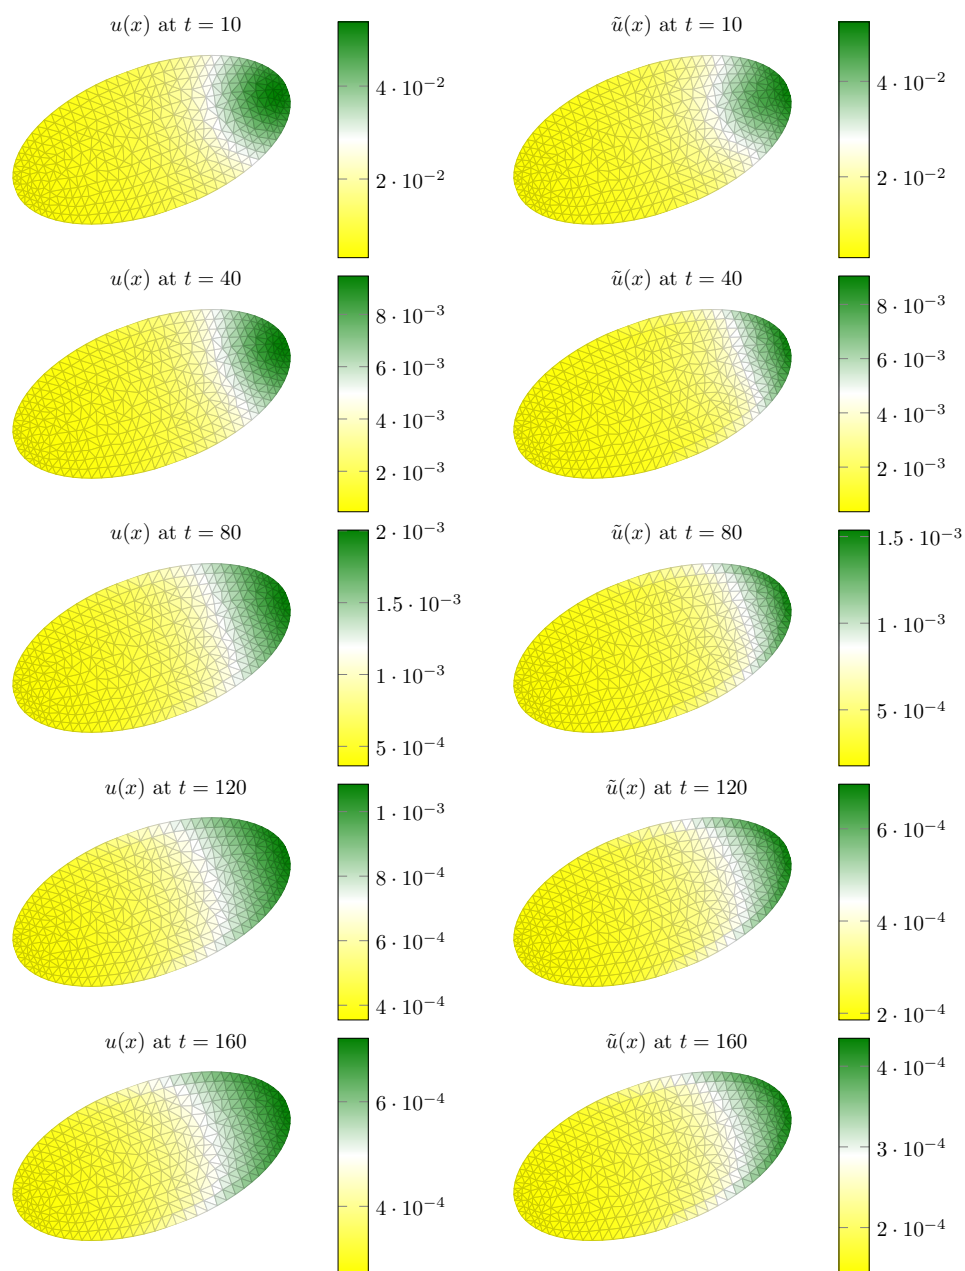 u(x) at t = 10
4 · 10⁻²
2 · 10⁻²
ũ(x) at t = 10
4 · 10⁻²
2 · 10⁻²
u(x) at t = 40
8 · 10⁻³
6 · 10⁻³
4 · 10⁻³
2 · 10⁻³
ũ(x) at t = 40
8 · 10⁻³
6 · 10⁻³
4 · 10⁻³
2 · 10⁻³
u(x) at t = 80
2 · 10⁻³
1.5 · 10⁻³
1 · 10⁻³
5 · 10⁻⁴
ũ(x) at t = 80
1.5 · 10⁻³
1 · 10⁻³
5 · 10⁻⁴
u(x) at t = 120
1 · 10⁻³
8 · 10⁻⁴
6 · 10⁻⁴
4 · 10⁻⁴
ũ(x) at t = 120
6 · 10⁻⁴
4 · 10⁻⁴
2 · 10⁻⁴
u(x) at t = 160
6 · 10⁻⁴
4 · 10⁻⁴
ũ(x) at t = 160
4 · 10⁻⁴
3 · 10⁻⁴
2 · 10⁻⁴